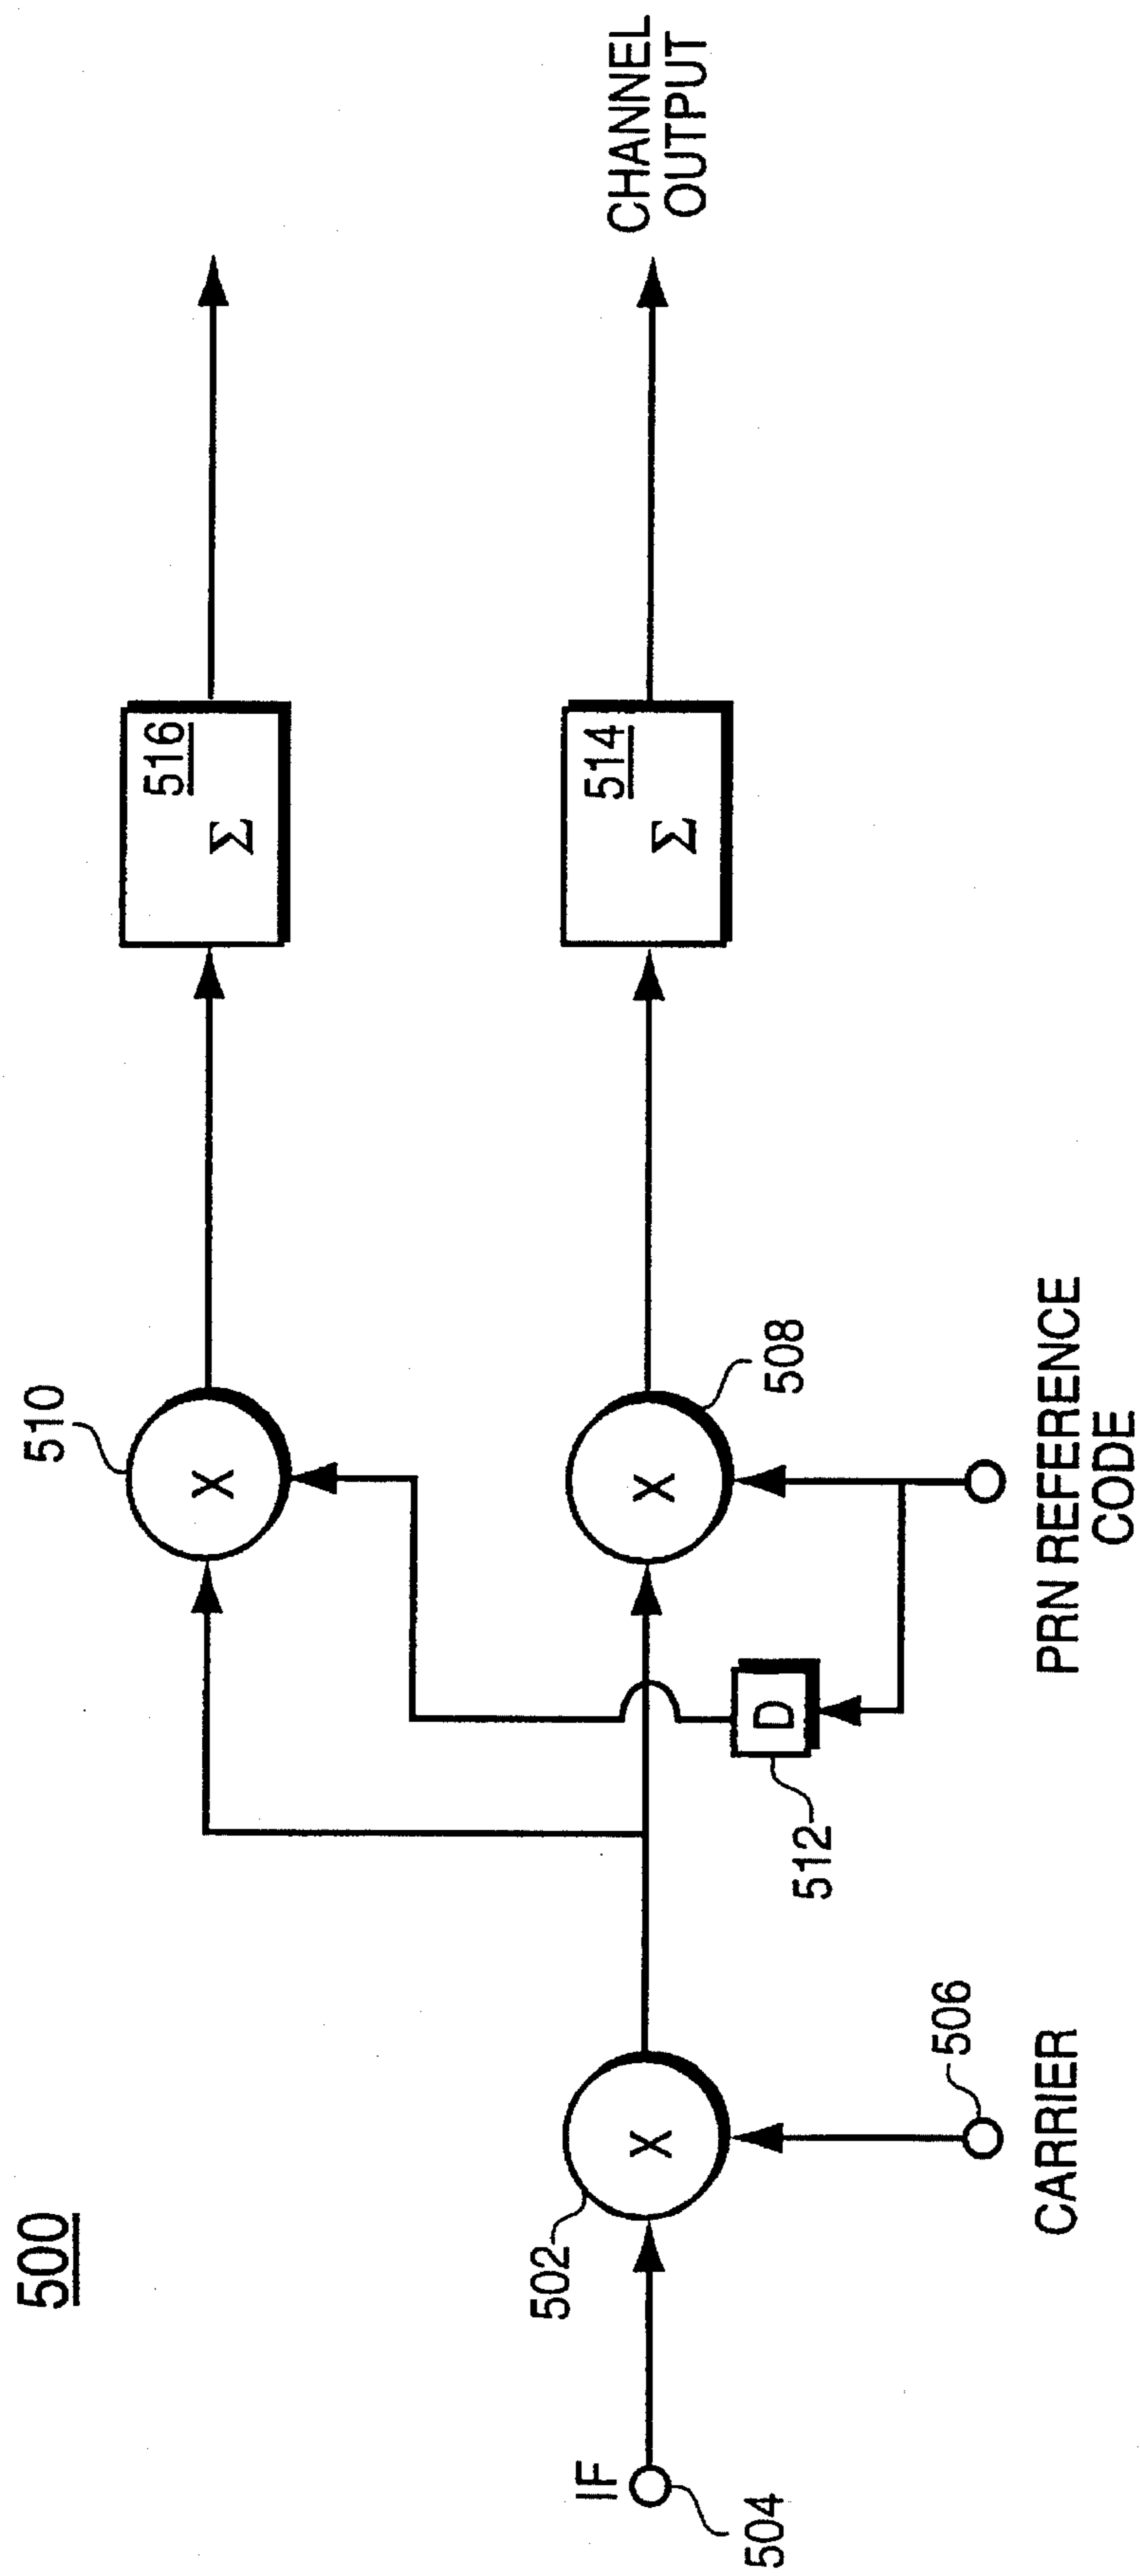 500
510
X
516
Σ
CHANNEL
OUTPUT
IF
504
502
X
X
508
514
Σ
512
D
506
CARRIER
PRN REFERENCE
CODE